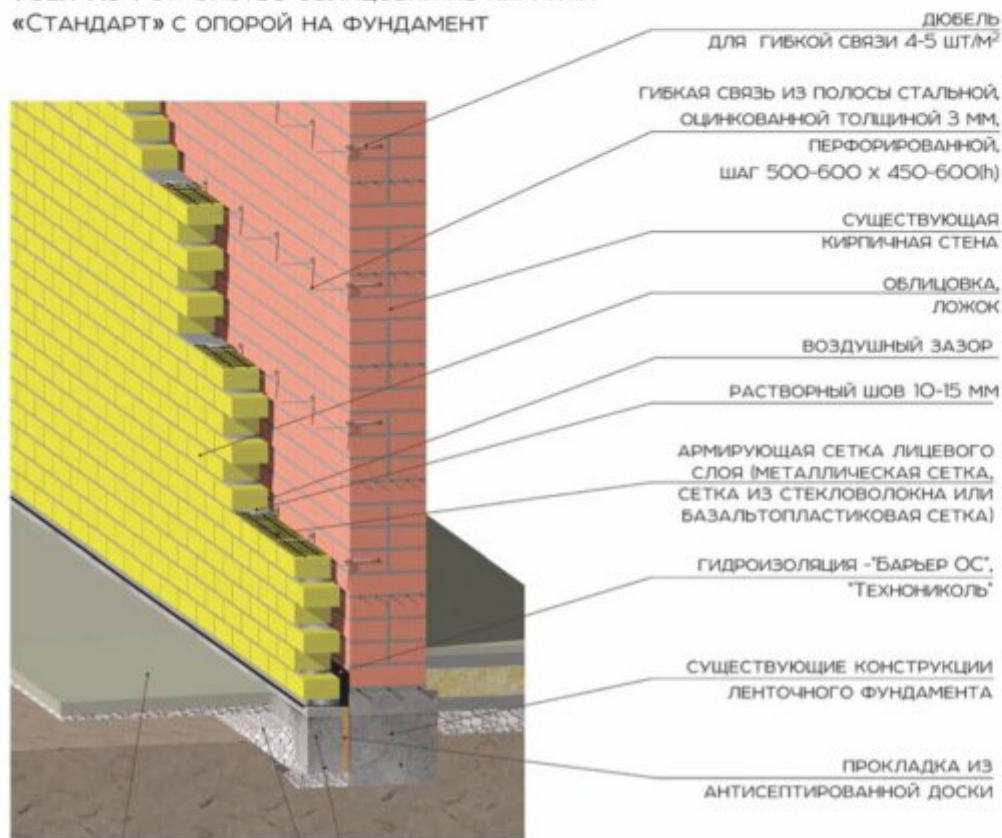 «Стандарт» с опорой на фундамент
ДЮБЕЛЬ
ДЛЯ ГИБКОЙ СВЯЗИ 4-5 ШТ/М²
ГИБКАЯ СВЯЗЬ ИЗ ПОЛОСЫ СТАЛЬНОЙ,
ОЦИНКОВАННОЙ ТОЛЩИНОЙ 3 ММ,
ПЕРФОРИРОВАННОЙ,
ШАГ 500-600 X 450-600(h)
СУЩЕСТВУЮЩАЯ
КИРПИЧНАЯ СТЕНА
ОБЛИЦОВКА,
ЛОЖОК
ВОЗДУШНЫЙ ЗАЗОР
РАСТВОРНЫЙ ШОВ 10-15 ММ
АРМИРУЮЩАЯ СЕТКА ЛИЦЕВОГО
СЛОЯ (МЕТАЛЛИЧЕСКАЯ СЕТКА,
СЕТКА ИЗ СТЕКЛОВОЛОКНА ИЛИ
БАЗАЛЬТОПЛАСТИКОВАЯ СЕТКА)
ГИДРОИЗОЛЯЦИЯ -"БАРЬЕР ОС",
"ТЕХНОНИКОЛЬ"
СУЩЕСТВУЮЩИЕ КОНСТРУКЦИИ
ЛЕНТОЧНОГО ФУНДАМЕНТА
ПРОКЛАДКА ИЗ
АНТИСЕПТИРОВАННОЙ ДОСКИ